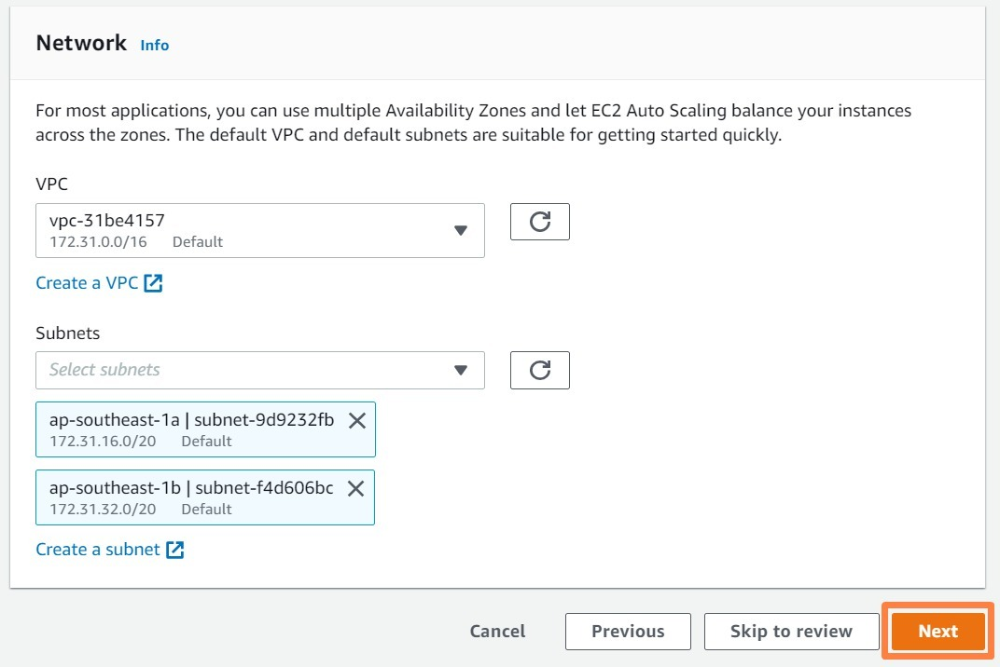 Network Info
For most applications, you can use multiple Availability Zones and let EC2 Auto Scaling balance your instances
across the zones. The default VPC and default subnets are suitable for getting started quickly.
VPC
vpc-31be4157
172.31.0.0/16 Default
Create a VPC
Subnets
Select subnets
ap-southeast-1a | subnet-9d9232fb
172.31.16.0/20 Default
ap-southeast-1b | subnet-f4d606bc
172.31.32.0/20 Default
Create a subnet
Cancel Previous Skip to review Next